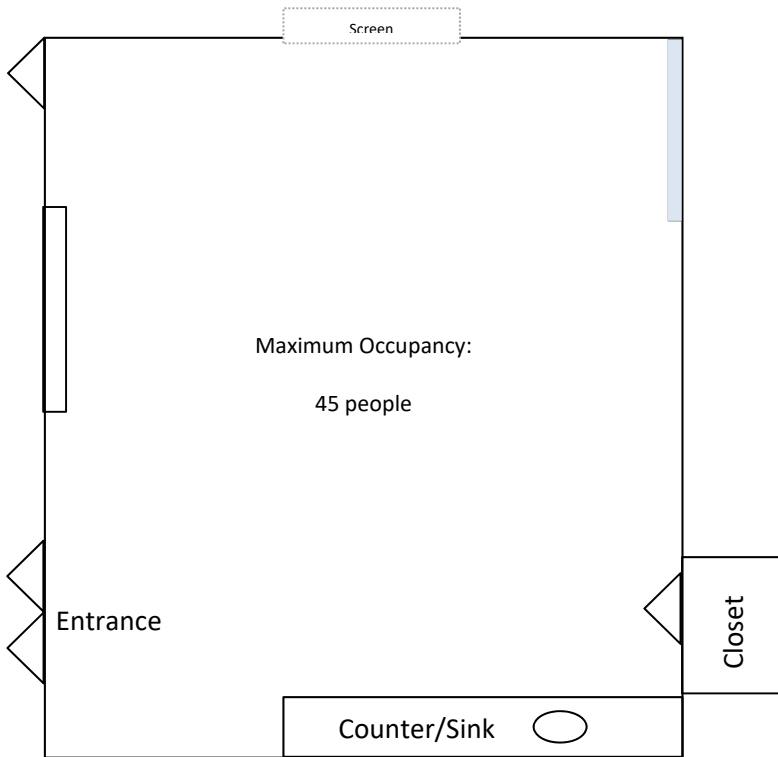 Screen
Maximum Occupancy:
45 people
Entrance
Closet
Counter/Sink